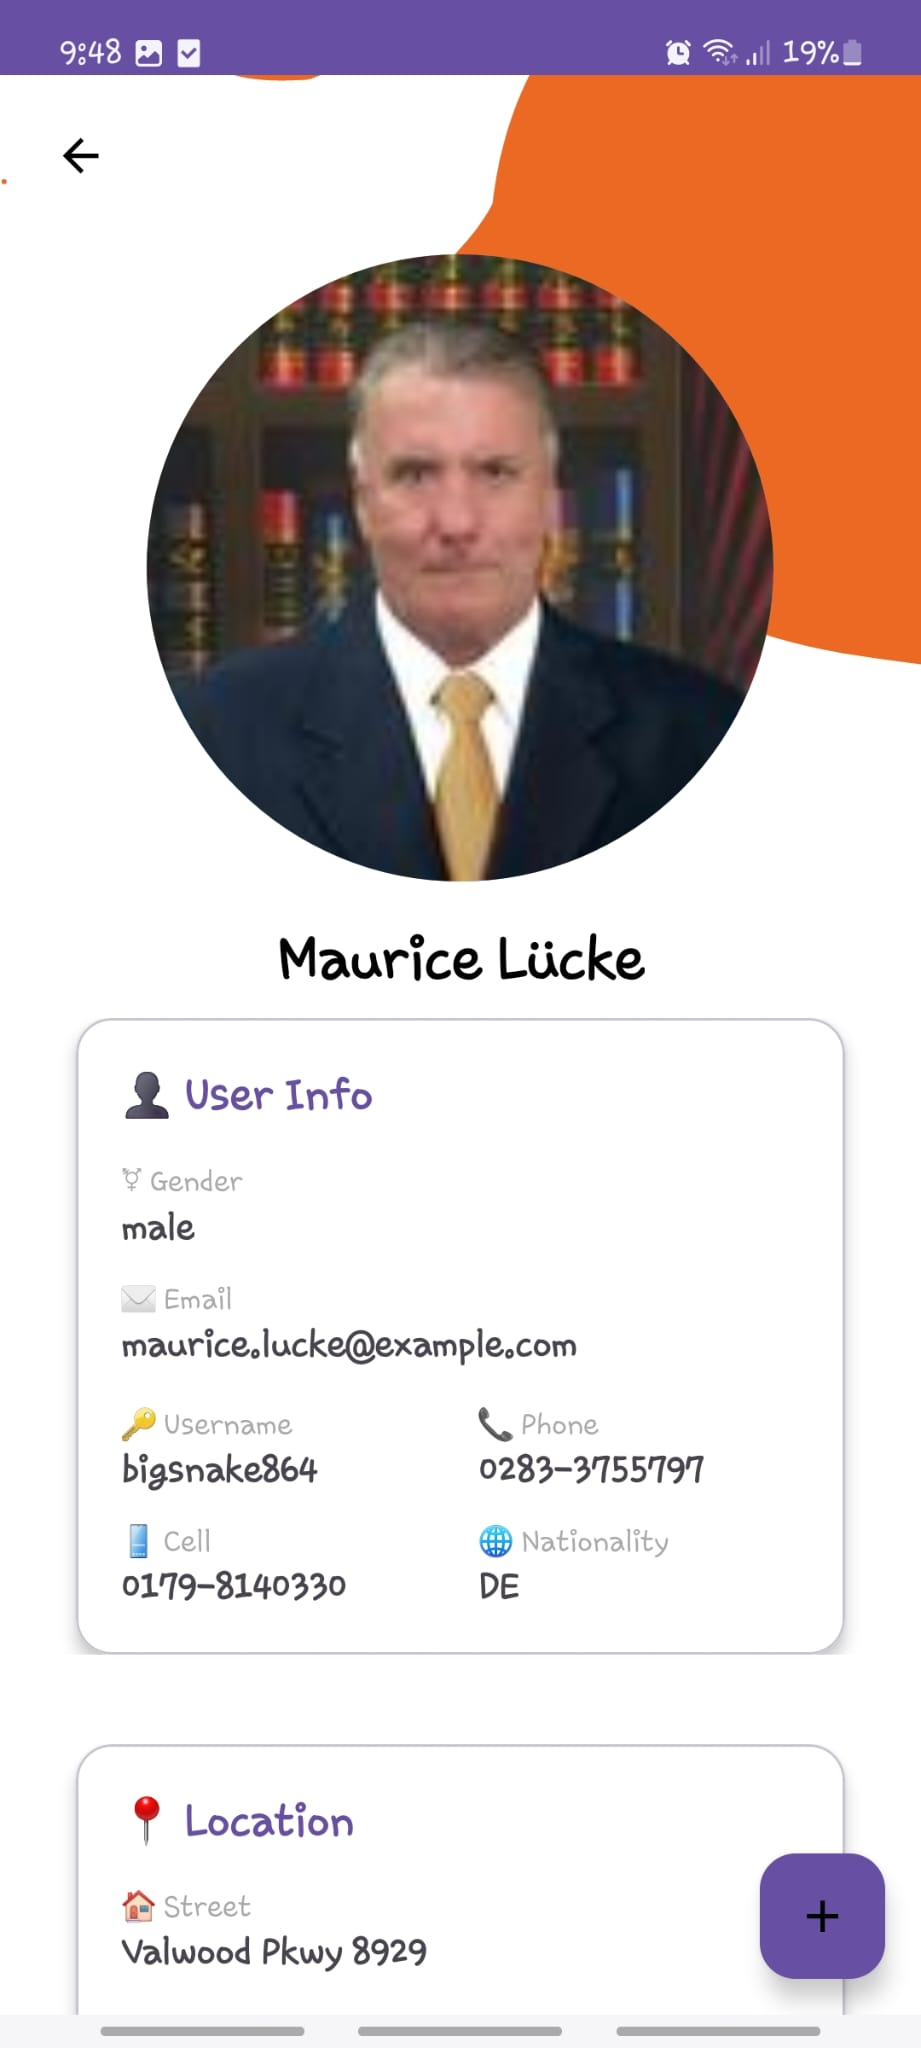 9:48 19%
Maurice Lücke
User Info
Gender
male
Email
maurice.lucke@example.com
Username Phone
bigsnake864 0283-3755797
Cell Nationality
0179-8140330 DE
Location
Street
Valwood Pkwy 8929
+